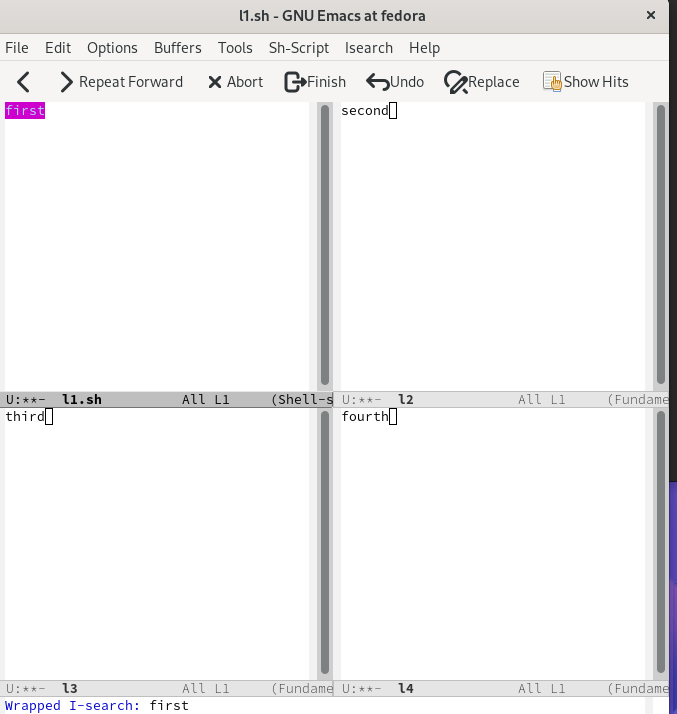 l1.sh - GNU Emacs at fedora ×
File Edit Options Buffers Tools Sh-Script Isearch Help
Repeat Forward Abort Finish Undo Replace Show Hits
first
second
U:**- l1.sh All L1 (Shell-s
U:**- l2 All L1 (Fundame
third
fourth
U:**- l3 All L1 (Fundame
U:**- l4 All L1 (Fundame
Wrapped I-search: first